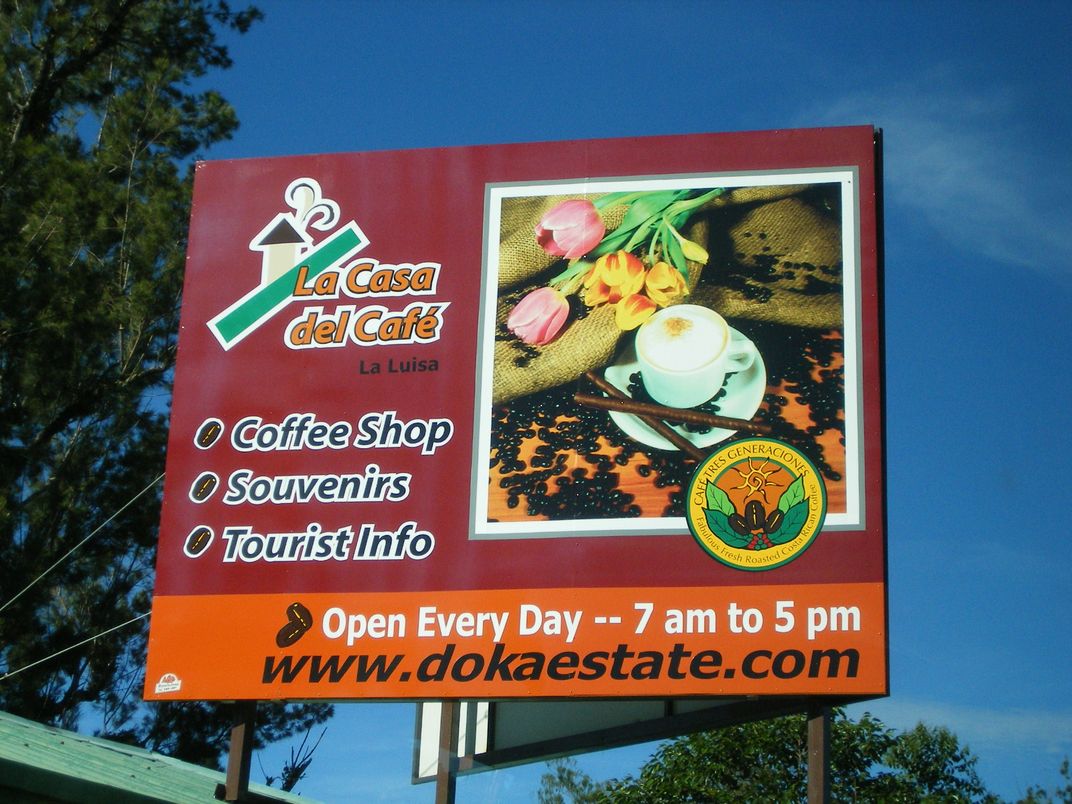 La Casa
del Café
La Luisa
Coffee Shop
Souvenirs
Tourist Info
CAFÉ TRES GENERACIONES
Fabulous Fresh Roasted Costa Rican Coffee
Open Every Day -- 7 am to 5 pm
www.dokaestate.com